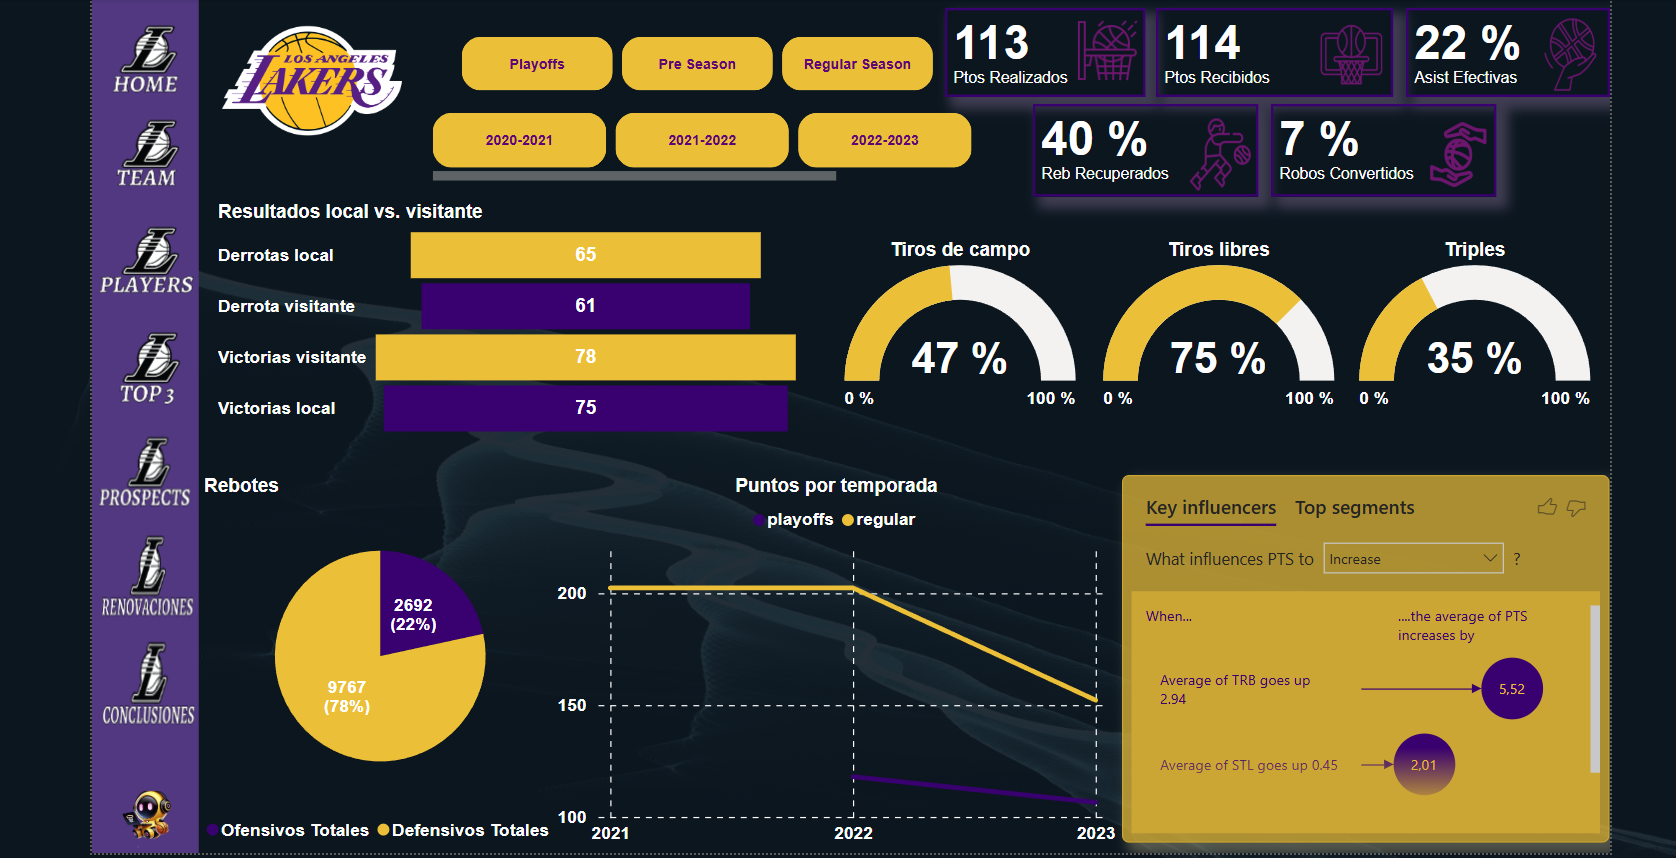 HOME
TEAM
PLAYERS
TOP 3
PROSPECTS
RENOVACIONES
CONCLUSIONES
LOS ANGELES
LAKERS
Playoffs
Pre Season
Regular Season
2020-2021
2021-2022
2022-2023
113
Ptos Realizados
114
Ptos Recibidos
22 %
Asist Efectivas
40 %
Reb Recuperados
7 %
Robos Convertidos
Resultados local vs. visitante
Derrotas local
65
Derrota visitante
61
Victorias visitante
78
Victorias local
75
Tiros de campo
47 %
0 %
100 %
Tiros libres
75 %
0 %
100 %
Triples
35 %
0 %
100 %
Rebotes
2692
(22%)
9767
(78%)
Ofensivos Totales
Defensivos Totales
Puntos por temporada
playoffs
regular
200
150
100
2021
2022
2023
Key influencers
Top segments
What influences PTS to
Increase
?
When...
....the average of PTS
increases by
Average of TRB goes up
2.94
5,52
Average of STL goes up 0.45
2,01